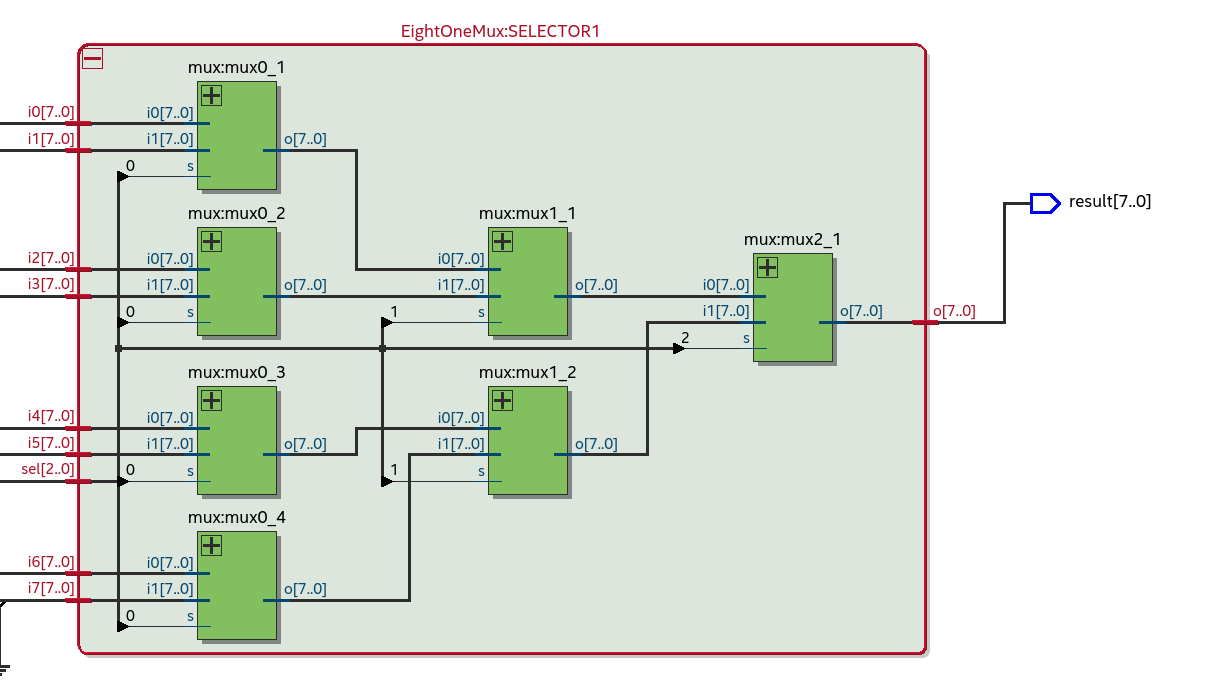 EightOneMux:SELECTOR1
mux:mux0_1
i0[7..0] i0[7..0]
i1[7..0] i1[7..0] o[7..0]
0 s
mux:mux0_2 mux:mux1_1
result[7..0]
mux:mux2_1
i2[7..0] i0[7..0] i0[7..0]
i3[7..0] i1[7..0] o[7..0] i1[7..0] o[7..0] i0[7..0]
0 s 1 s i1[7..0] o[7..0] o[7..0]
2 s
mux:mux0_3 mux:mux1_2
i4[7..0] i0[7..0] i0[7..0]
i5[7..0] i1[7..0] o[7..0] i1[7..0] o[7..0]
sel[2..0] 0 s 1 s
mux:mux0_4
i6[7..0] i0[7..0]
i7[7..0] i1[7..0] o[7..0]
0 s